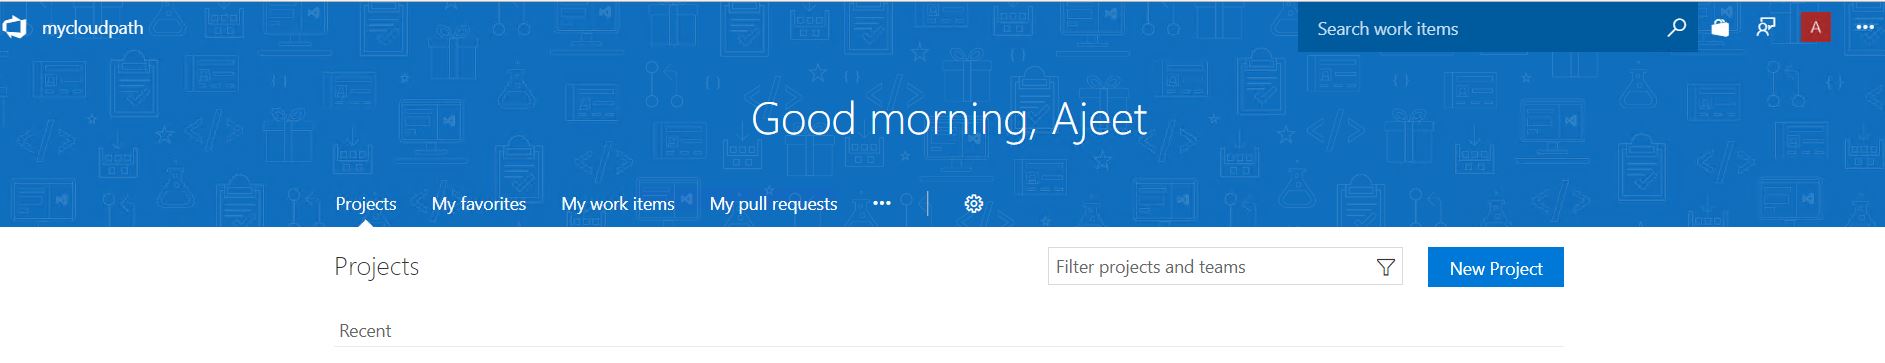 mycloudpath
Search work items
A
Good morning, Ajeet
Projects My favorites My work items My pull requests
Projects
Filter projects and teams
New Project
Recent